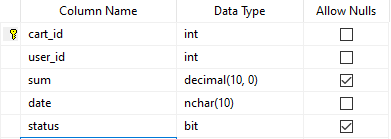 Column Name Data Type Allow Nulls
cart_id int
user_id int
sum decimal(10, 0)
date nchar(10)
status bit